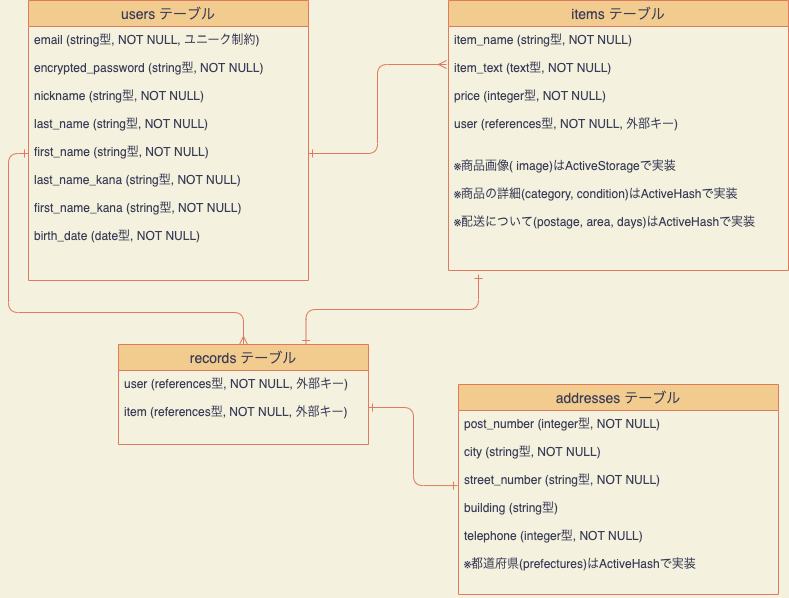 users テーブル
email (string型, NOT NULL, ユニーク制約)
encrypted_password (string型, NOT NULL)
nickname (string型, NOT NULL)
last_name (string型, NOT NULL)
first_name (string型, NOT NULL)
last_name_kana (string型, NOT NULL)
first_name_kana (string型, NOT NULL)
birth_date (date型, NOT NULL)
items テーブル
item_name (string型, NOT NULL)
item_text (text型, NOT NULL)
price (integer型, NOT NULL)
user (references型, NOT NULL, 外部キー)
※商品画像( image)はActiveStorageで実装
※商品の詳細(category, condition)はActiveHashで実装
※配送について(postage, area, days)はActiveHashで実装
records テーブル
user (references型, NOT NULL, 外部キー)
item (references型, NOT NULL, 外部キー)
addresses テーブル
post_number (integer型, NOT NULL)
city (string型, NOT NULL)
street_number (string型, NOT NULL)
building (string型)
telephone (integer型, NOT NULL)
※都道府県(prefectures)はActiveHashで実装